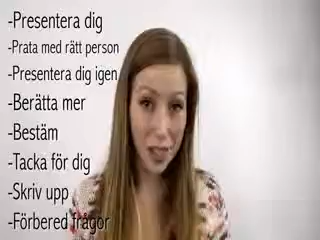 -Presentera dig
-Prata med rätt person
-Presentera dig igen
-Berätta mer
-Bestäm
-Tacka för dig
-Skriv upp
-Förbered frågor